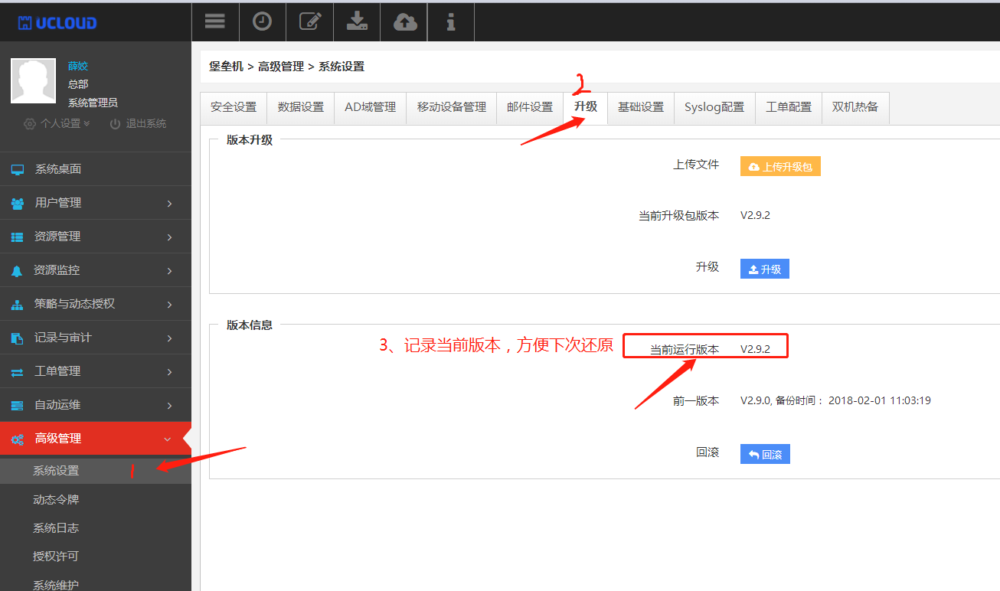 UCLOUD
薛姣
总部
系统管理员
个人设置
退出系统
系统桌面
用户管理
资源管理
资源监控
策略与动态授权
记录与审计
工单管理
自动运维
高级管理
系统设置 1
动态令牌
系统日志
授权许可
系统维护
堡垒机 > 高级管理 > 系统设置
2
安全设置 数据设置 AD域管理 移动设备管理 邮件设置 升级 基础设置 Syslog配置 工单配置 双机热备
版本升级
上传文件 上传升级包
当前升级包版本 V2.9.2
升级 升级
版本信息
3、记录当前版本，方便下次还原
当前运行版本 V2.9.2
前一版本 V2.9.0, 备份时间： 2018-02-01 11:03:19
回滚 回滚